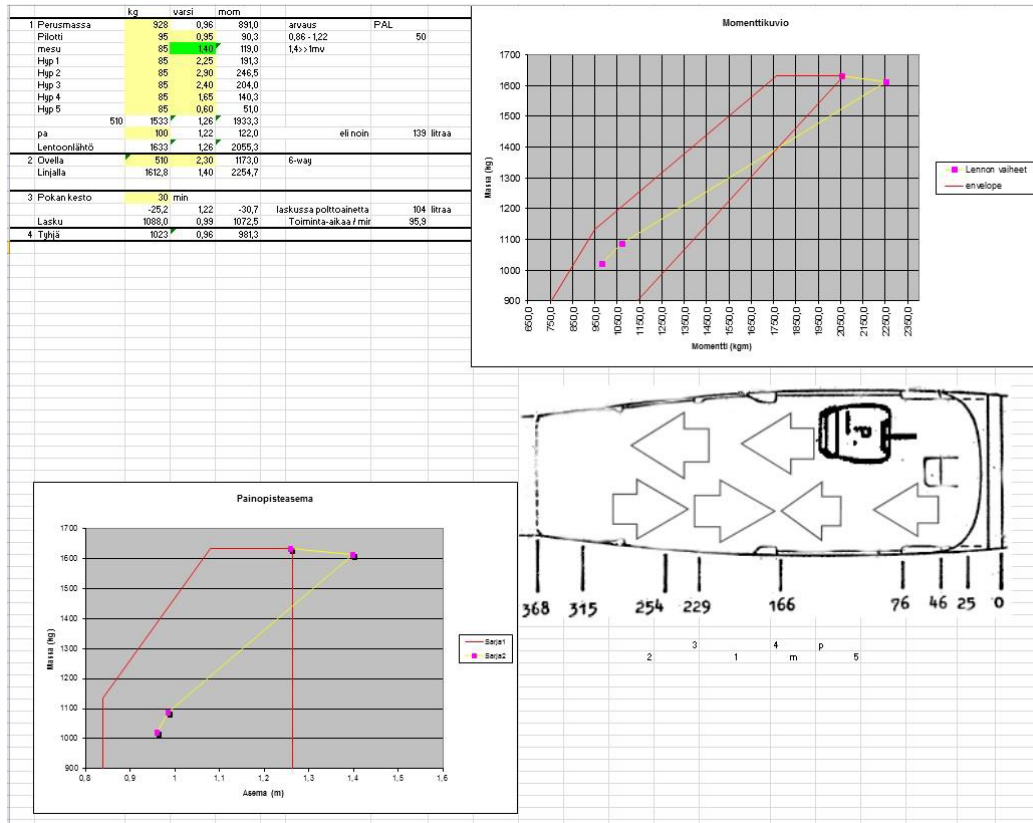 kg varsi mom
1 Perusmassa 928 0,96 891,0 arvaus PAL
Pilotti 95 0,95 90,3 0,86 - 1,22 50
mesu 85 1,40 119,0 1,4>>1mv
Hyp 1 85 2,25 191,3
Hyp 2 85 2,90 246,5
Hyp 3 85 2,40 204,0
Hyp 4 85 1,65 140,3
Hyp 5 85 0,60 51,0
510 1533 1,26 1933,3
pa 100 1,22 122,0 eli noin 139 litraa
Lentoonlähtö 1633 1,26 2055,3
2 Ovella 510 2,30 1173,0 6-way
Linjalla 1612,8 1,40 2254,7
3 Pokan kesto 30 min
-25,2 1,22 -30,7 laskussa polttoainetta 104 litraa
Lasku 1088,0 0,99 1072,5 Toiminta-aikaa / mir 95,9
4 Tyhjä 1023 0,96 981,3
Momenttikuvio
1700
1600
1500
1400
1300
1200
1100
1000
900
Massa (kg)
650,0 750,0 850,0 950,0 1050,0 1150,0 1250,0 1350,0 1450,0 1550,0 1650,0 1750,0 1850,0 1950,0 2050,0 2150,0 2250,0 2350,0
Momentti (kgm)
Lennon vaiheet
envelope
368 315 254 229 166 76 46 25 0
3 4 p
2 1 m 5
Painopisteasema
1700
1600
1500
1400
1300
1200
1100
1000
900
Massa (kg)
0,8 0,9 1 1,1 1,2 1,3 1,4 1,5 1,6
Asema (m)
Sarja1
Sarja2